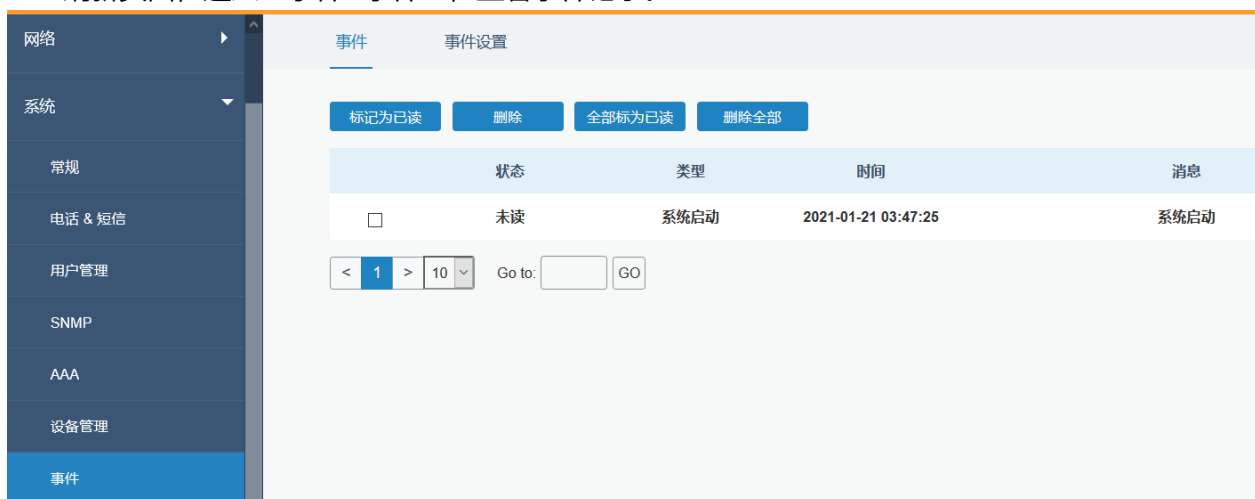 网络
事件 事件设置
系统
标记为已读 删除 全部标为已读 删除全部
常规
状态 类型 时间 消息
电话 & 短信
未读 系统启动 2021-01-21 03:47:25 系统启动
用户管理
< 1 > 10 Go to: GO
SNMP
AAA
设备管理
事件